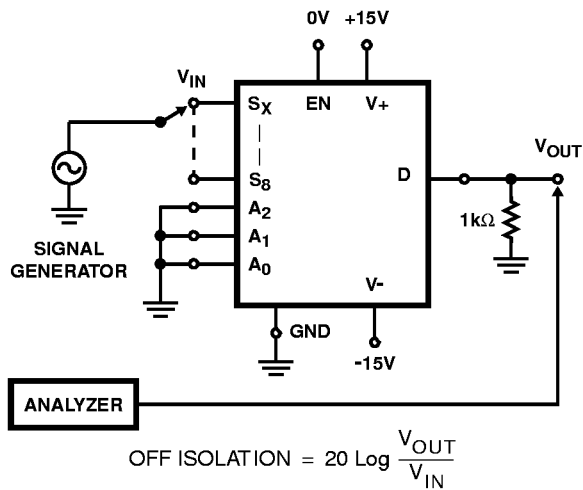 0V +15V
V_IN
S_X EN V+
S_8 D V_OUT
A_2
1kΩ
A_1
SIGNAL
GENERATOR
A_0
V-
GND
-15V
ANALYZER
OFF ISOLATION = 20 Log V_OUT / V_IN